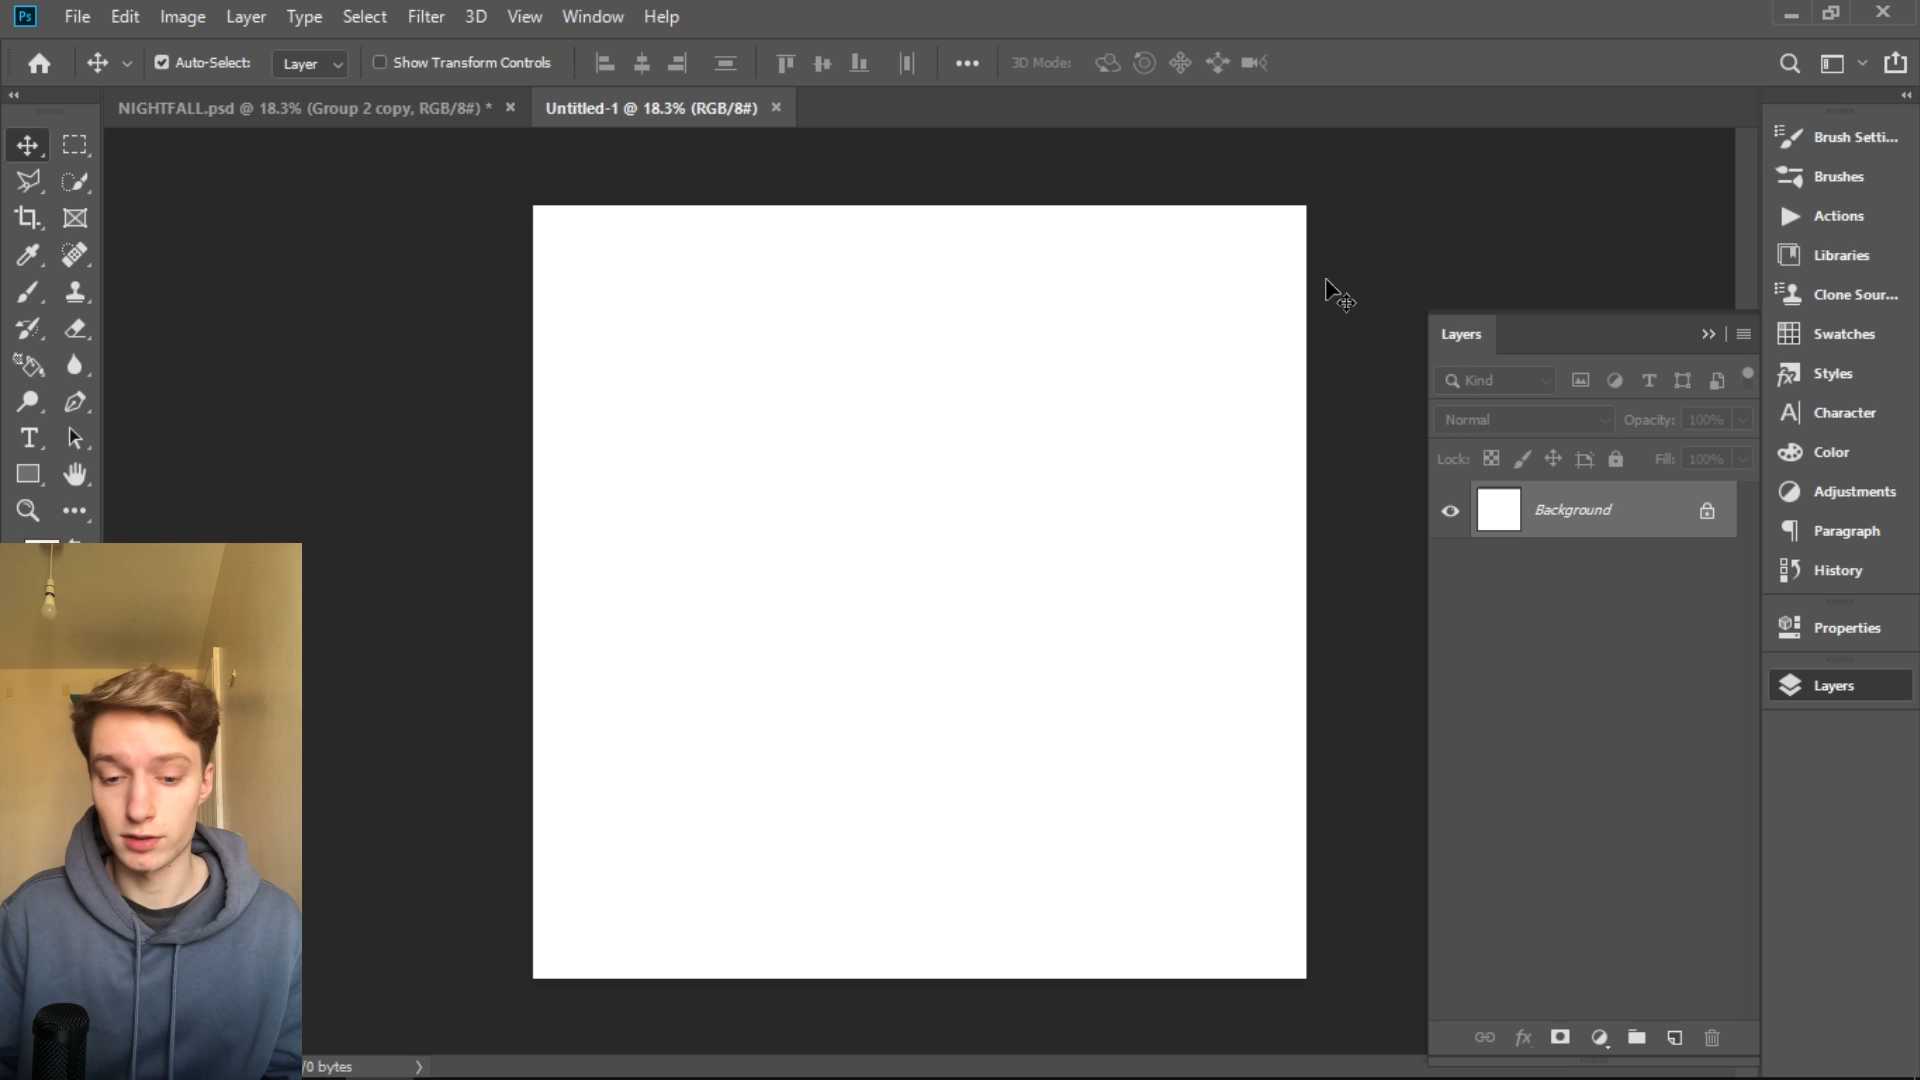 Ps File Edit Image Layer Type Select Filter 3D View Window Help
Auto-Select: Layer Show Transform Controls 3D Mode:
NIGHTFALL.psd @ 18.3% (Group 2 copy, RGB/8#) * Untitled-1 @ 18.3% (RGB/8#)
Brush Setti...
Brushes
Actions
Libraries
Clone Sour...
Swatches
Styles
Character
Color
Adjustments
Paragraph
History
Properties
Layers
Layers
Kind
Normal Opacity: 100%
Lock: Fill: 100%
Background
/0 bytes